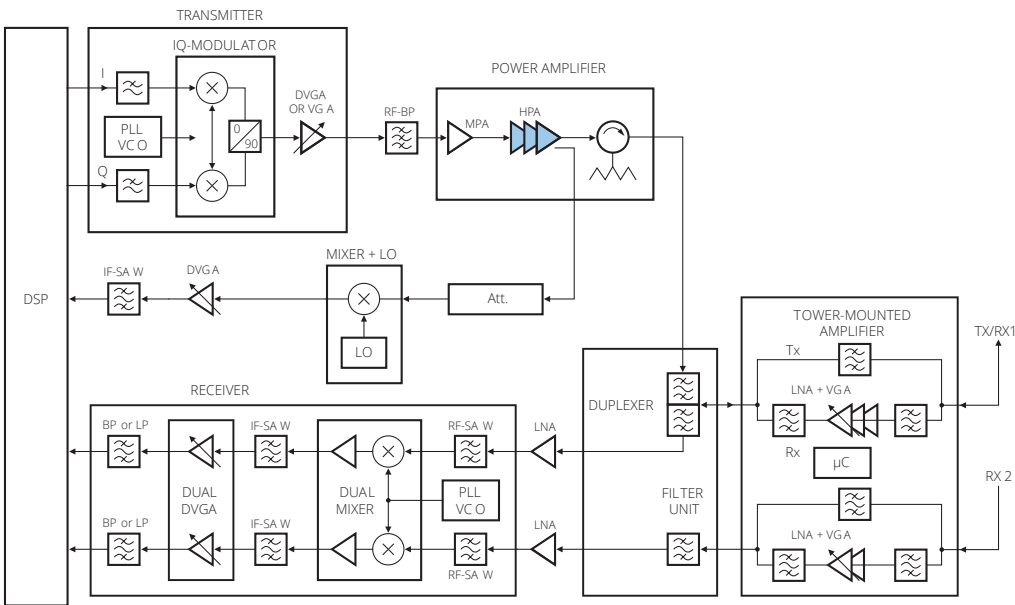 TRANSMITTER
IQ-MODULATOR
I
PLL
VC O
Q
0
90
DVGA
OR VG A
RF-BP
POWER AMPLIFIER
MPA
HPA
DSP
IF-SA W
DVG A
MIXER + LO
LO
Att.
RECEIVER
BP or LP
IF-SA W
RF-SA W
LNA
DUAL
DVGA
DUAL
MIXER
PLL
VC O
BP or LP
IF-SA W
RF-SA W
LNA
DUPLEXER
FILTER
UNIT
TOWER-MOUNTED
AMPLIFIER
Tx
LNA + VG A
Rx
µC
LNA + VG A
TX/RX1
RX 2